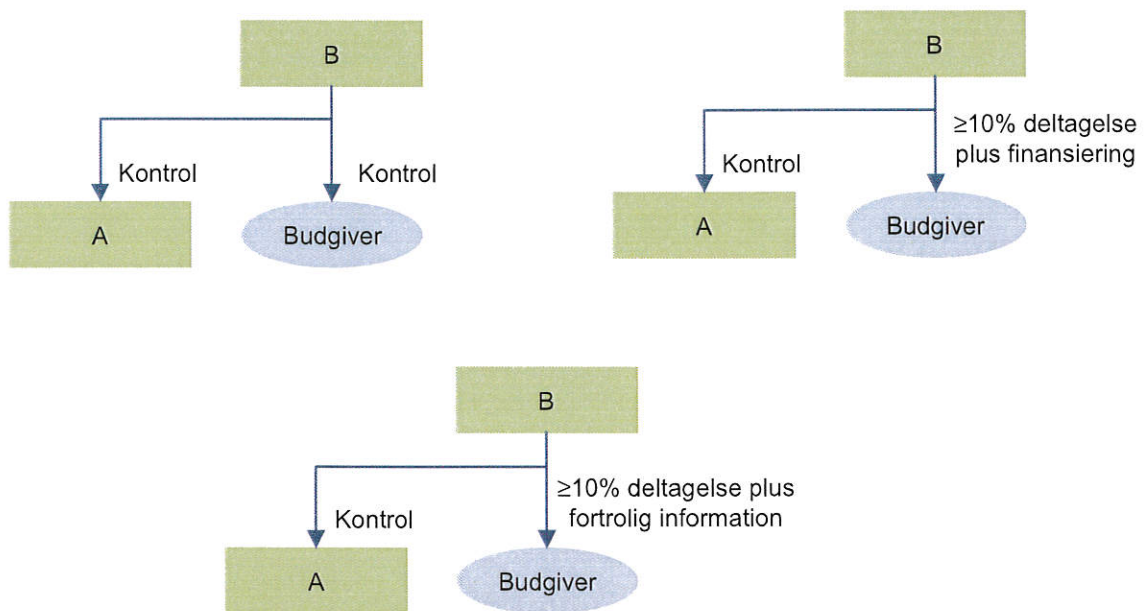 B
Kontrol
Kontrol
A
Budgiver
B
≥10% deltagelse
plus finansiering
Kontrol
A
Budgiver
B
≥10% deltagelse plus
fortrolig information
Kontrol
A
Budgiver